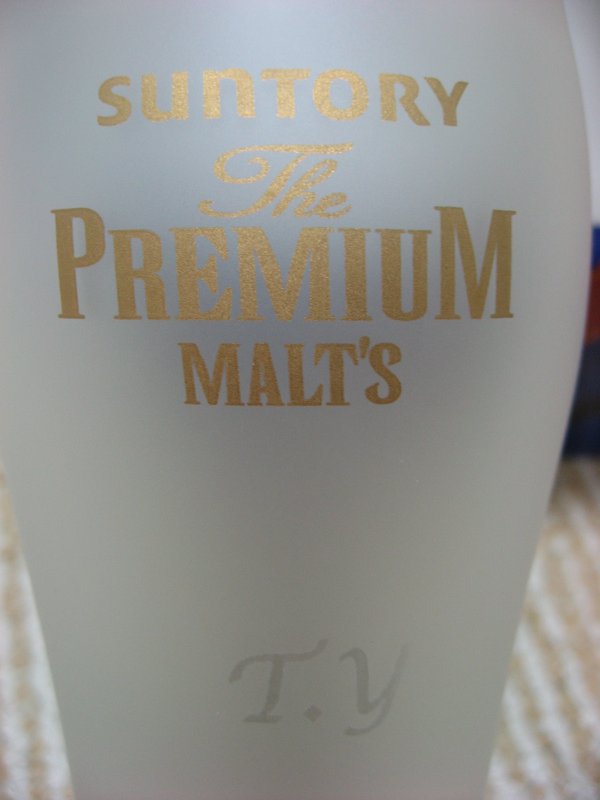 SUNTORY
The
PREMIUM
MALT'S
T.Y